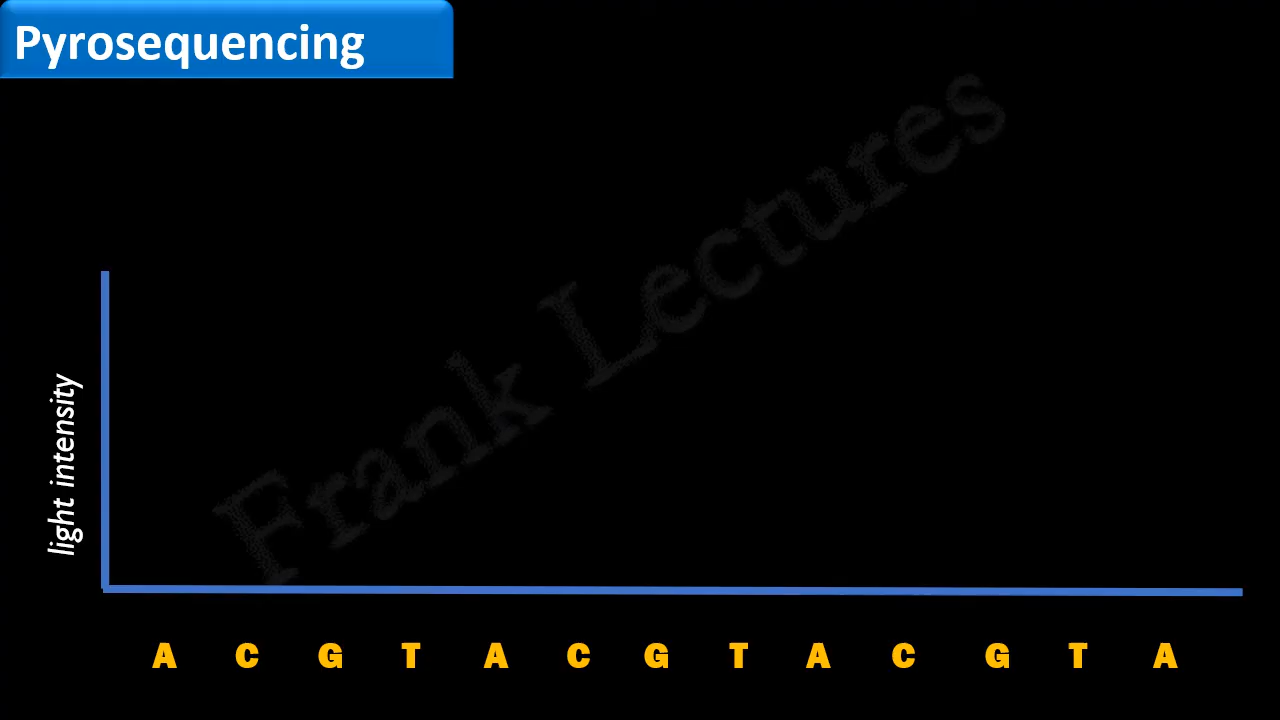 Pyrosequencing
Frank Lectures
light intensity
A C G T A C G T A C G T A